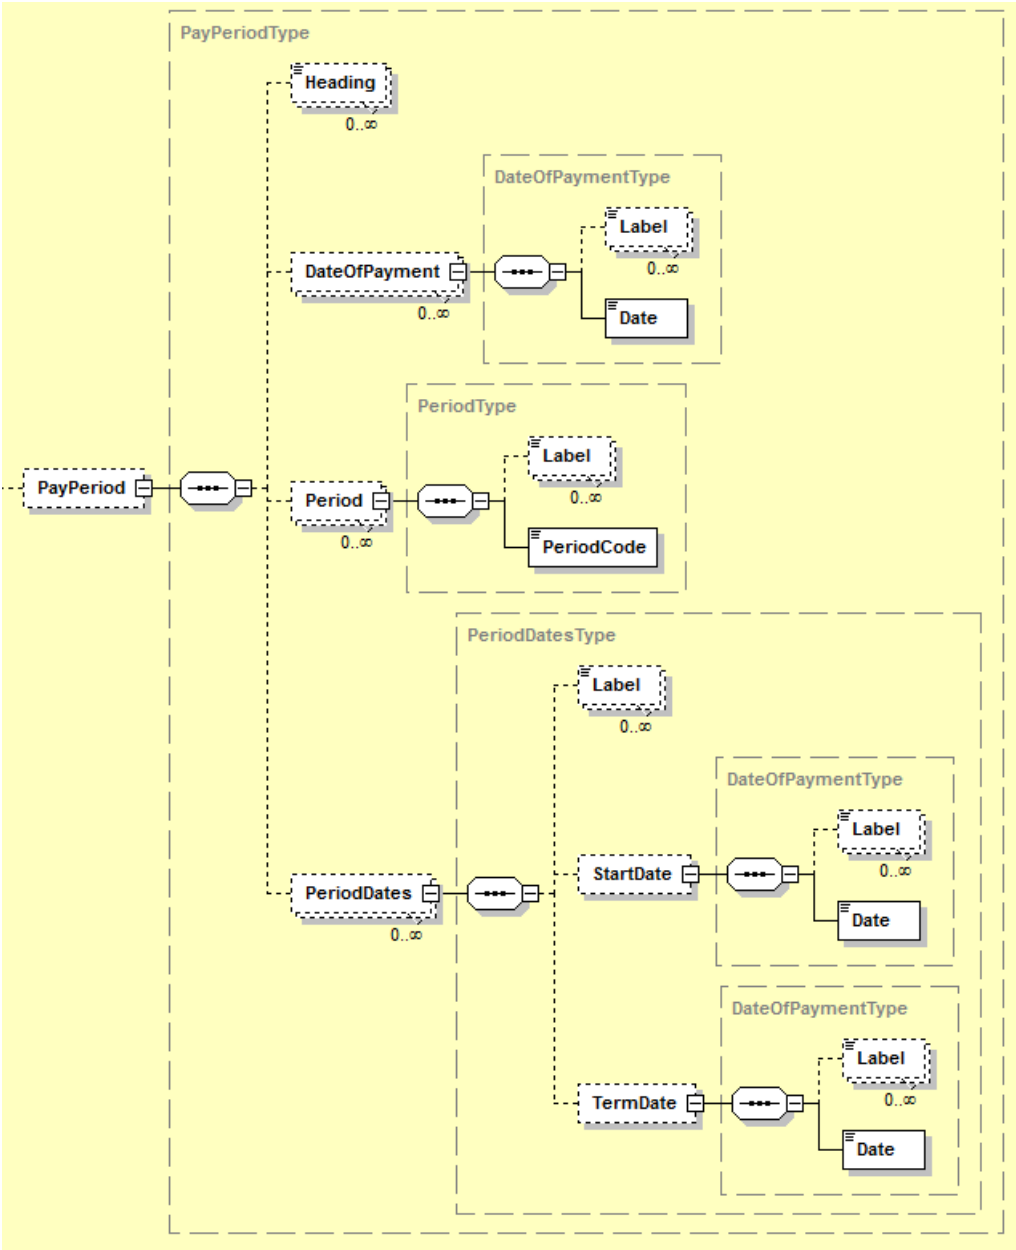 PayPeriodType
Heading
0..∞
DateOfPaymentType
Label
0..∞
DateOfPayment
0..∞
Date
PeriodType
Label
0..∞
PayPeriod
Period
0..∞
PeriodCode
PeriodDatesType
Label
0..∞
DateOfPaymentType
Label
0..∞
StartDate
PeriodDates
0..∞
Date
DateOfPaymentType
Label
0..∞
TermDate
Date